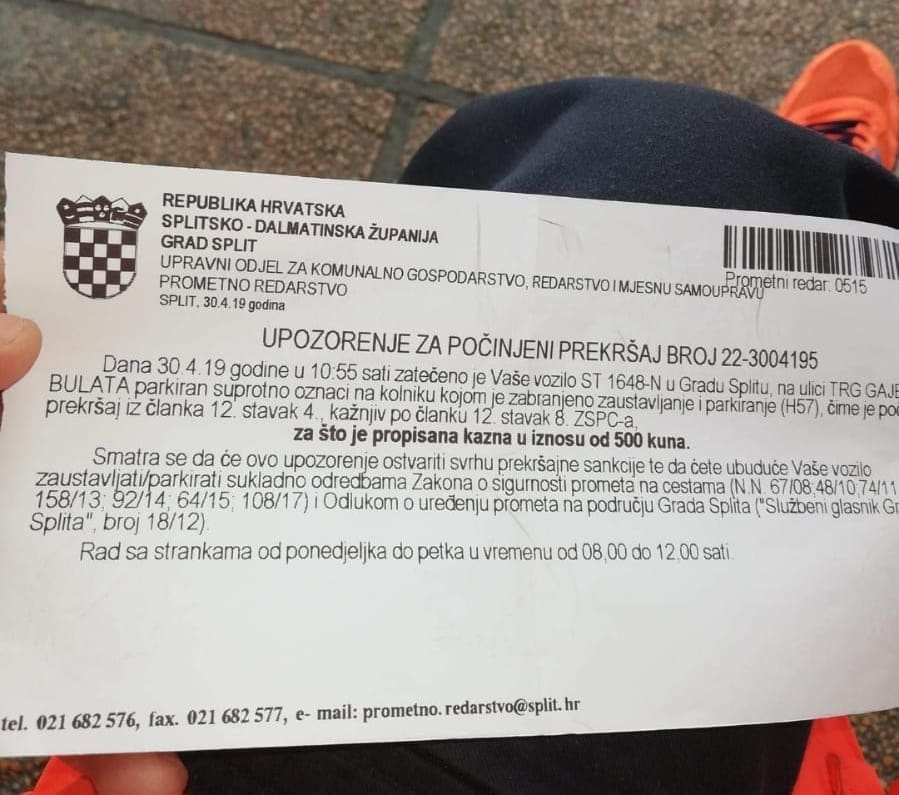 REPUBLIKA HRVATSKA
SPLITSKO - DALMATINSKA ŽUPANIJA
GRAD SPLIT
UPRAVNI ODJEL ZA KOMUNALNO GOSPODARSTVO, REDARSTVO I MJESNU SAMOUPRAVU
PROMETNO REDARSTVO
SPLIT, 30.4.19 godina
Prometni redar: 0515
UPOZORENJE ZA POČINJENI PREKRŠAJ BROJ 22-3004195
Dana 30.4.19 godine u 10:55 sati zatečeno je Vaše vozilo ST 1648-N u Gradu Splitu, na ulici TRG GAJE
BULATA parkiran suprotno oznaci na kolniku kojom je zabranjeno zaustavljanje i parkiranje (H57), čime je
prekršaj iz članka 12. stavak 4., kažnjiv po članku 12. stavak 8. ZSPC-a,
za što je propisana kazna u iznosu od 500 kuna.
Smatra se da će ovo upozorenje ostvariti svrhu prekršajne sankcije te da ćete ubuduće Vaše vozilo
zaustavljati/parkirati sukladno odredbama Zakona o sigurnosti prometa na cestama (N.N. 67/08;48/10;74/11
158/13; 92/14; 64/15; 108/17) i Odlukom o uređenju prometa na području Grada Splita ("Službeni glasnik
Splita", broj 18/12).
Rad sa strankama od ponedjeljka do petka u vremenu od 08,00 do 12,00 sati.
tel. 021 682 576, fax. 021 682 577, e- mail: prometno.redarstvo@split.hr